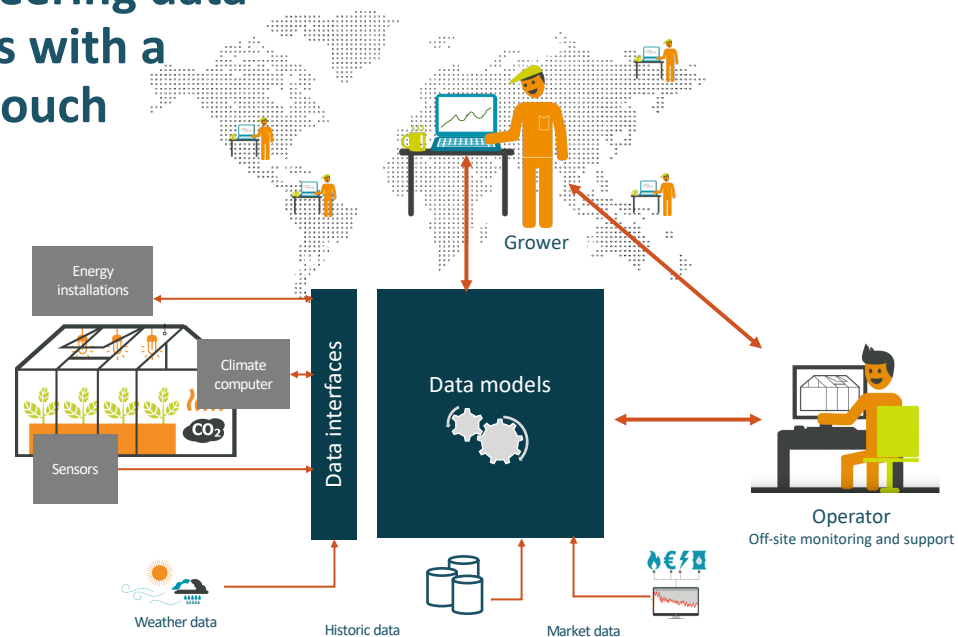 s with a
ouch
Grower
Energy
installations
Climate
computer
CO2
Sensors
Data interfaces
Data models
Operator
Off-site monitoring and support
Weather data
Historic data
Market data